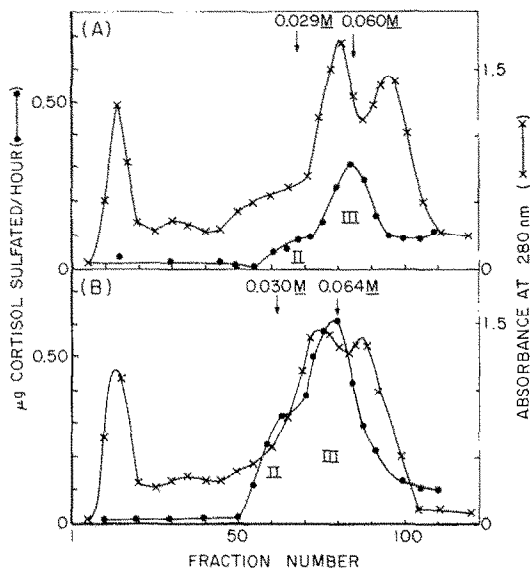 (A)
0.029M 0.060M
0.50
0
1.5
0
II
III
(B)
0.030M 0.064M
0.50
0
1.5
0
II
III
1 50 100
FRACTION NUMBER
µg CORTISOL SULFATED/HOUR(●—●)
ABSORBANCE AT 280 nm (×—×)